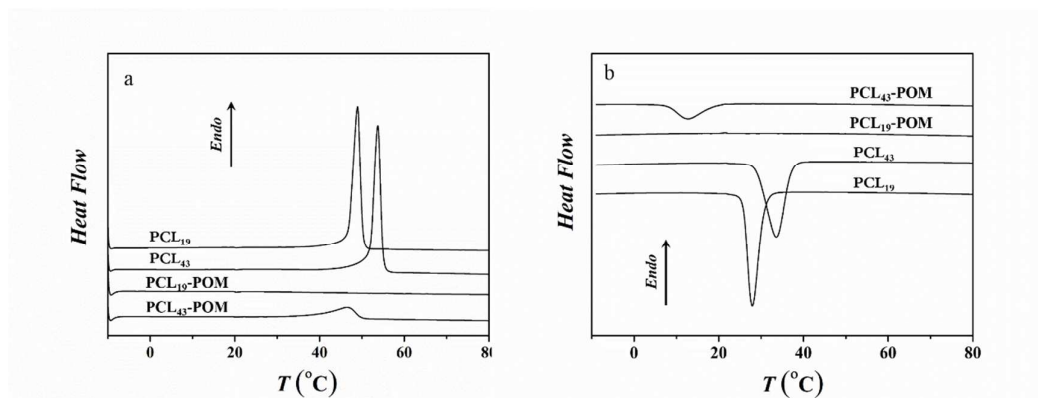 a
Endo
Heat Flow
PCL₁₉
PCL₄₃
PCL₁₉-POM
PCL₄₃-POM
0 20 40 60 80
T (°C)
b
PCL₄₃-POM
PCL₁₉-POM
PCL₄₃
PCL₁₉
Endo
Heat Flow
0 20 40 60 80
T (°C)